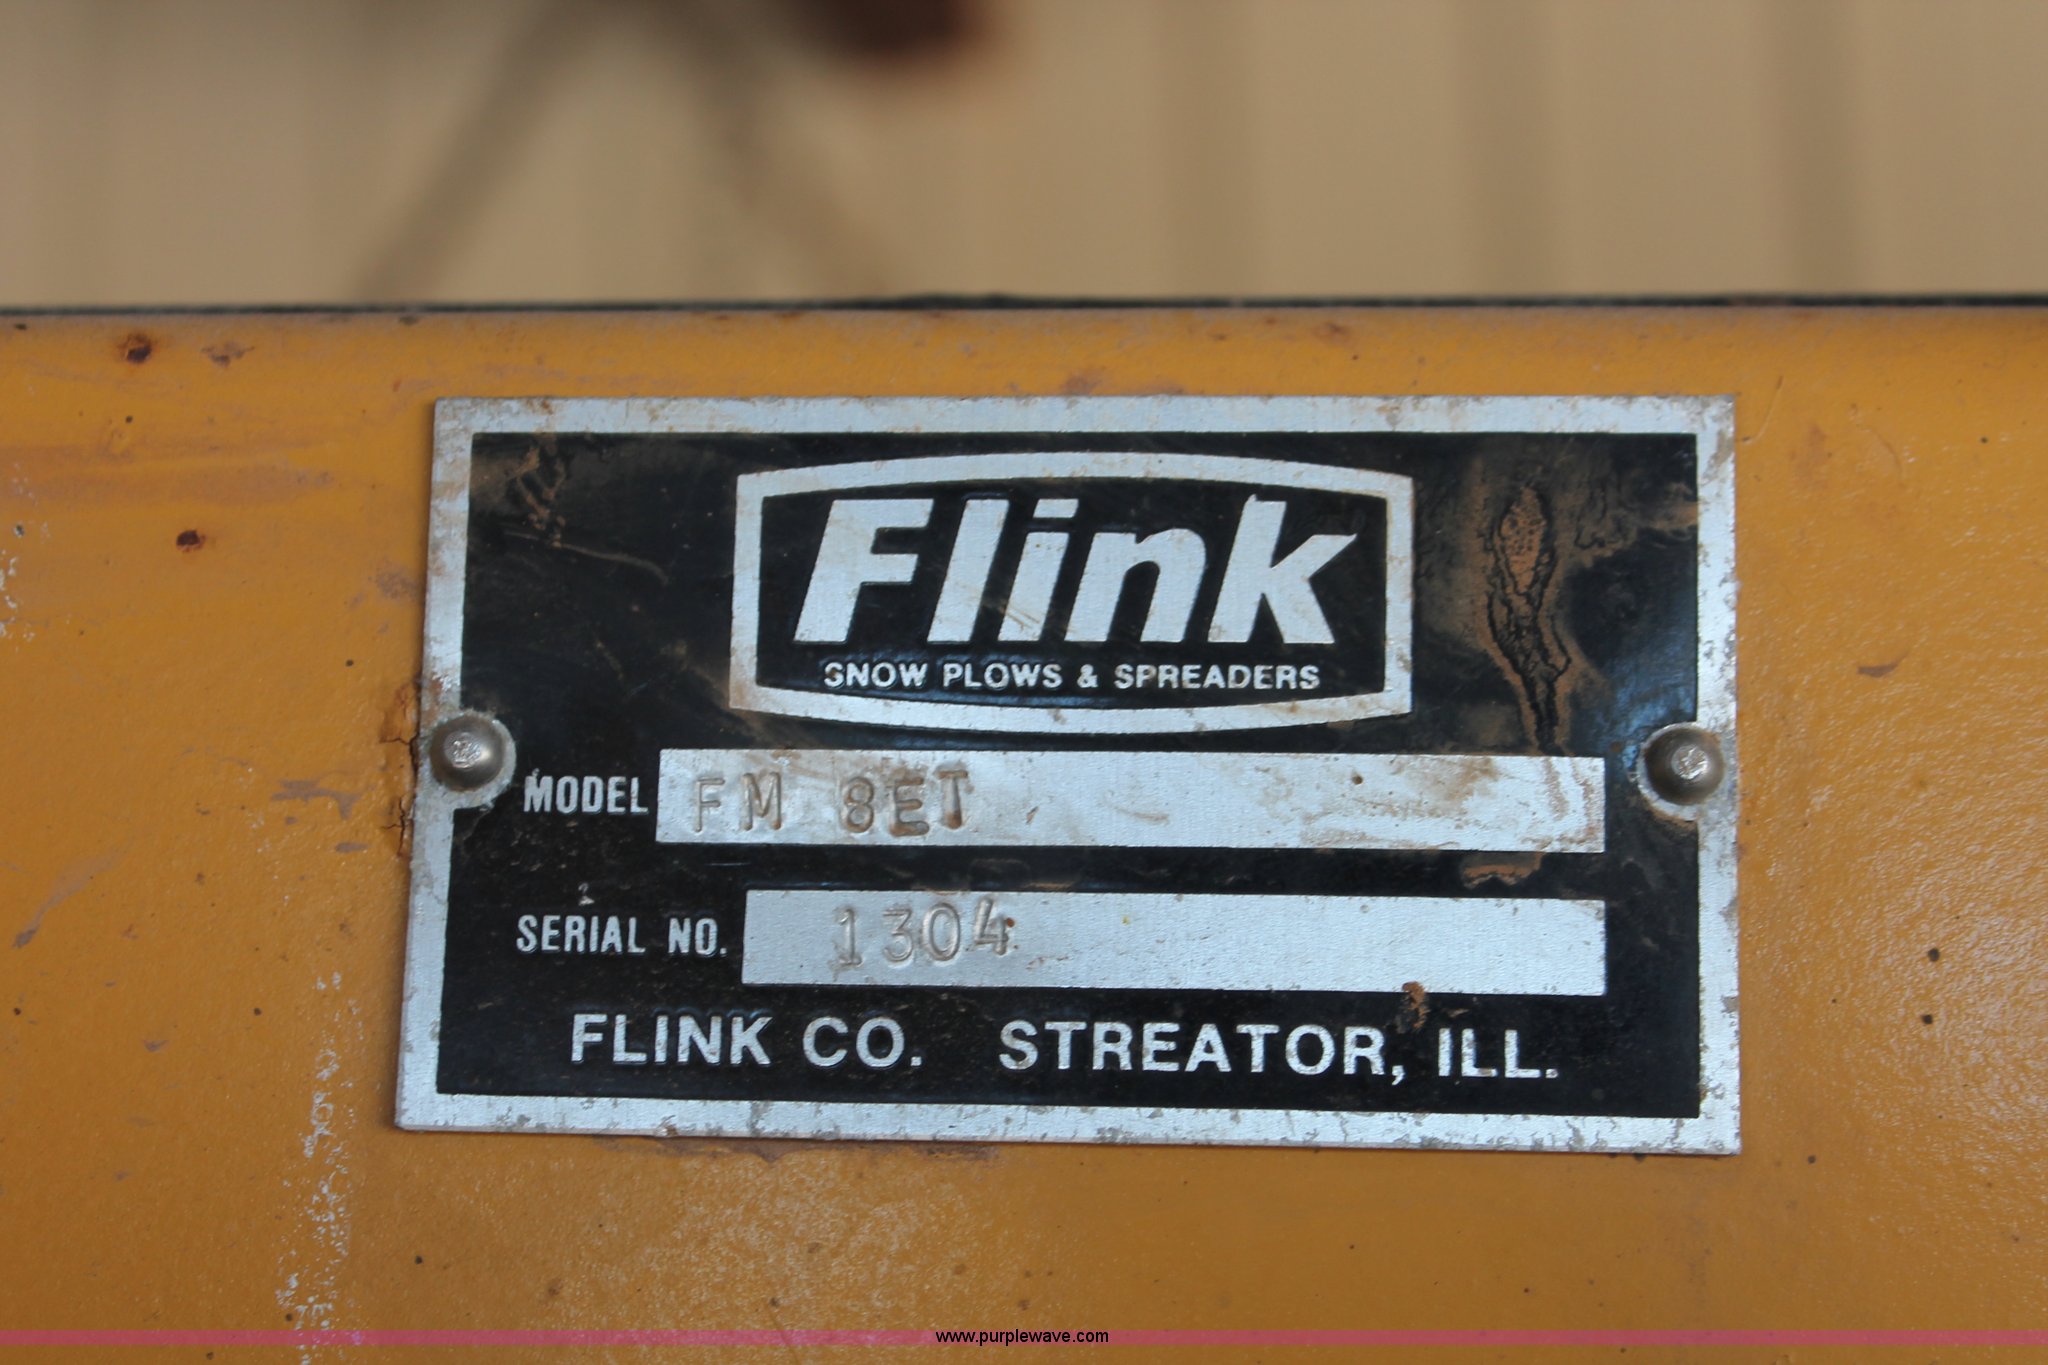 Flink
SNOW PLOWS & SPREADERS
MODEL FM 8ET
SERIAL NO. 1304
FLINK CO. STREATOR, ILL.
www.purplewave.com